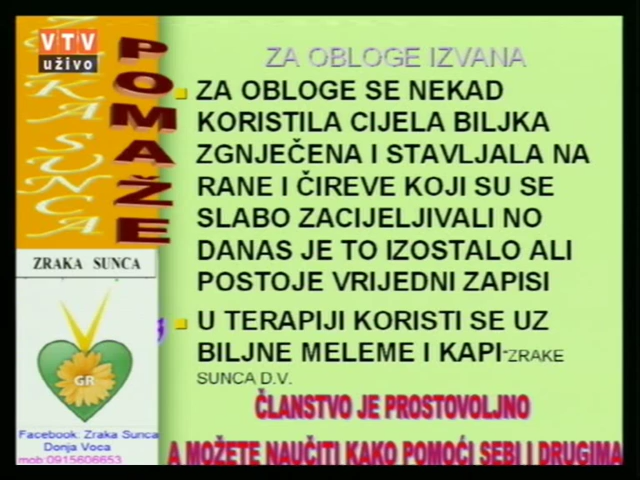 VTV
uživo
ZRAKA SUNCA
POMAŽE
ZRAKA SUNCA
GR
Facebook: Zraka Sunca
Donja Voca
mob:0915606653
ZA OBLOGE IZVANA
ZA OBLOGE SE NEKAD
KORISTILA CIJELA BILJKA
ZGNJEČENA I STAVLJALA NA
RANE I ČIREVE KOJI SU SE
SLABO ZACIJELJIVALI NO
DANAS JE TO IZOSTALO ALI
POSTOJE VRIJEDNI ZAPISI
U TERAPIJI KORISTI SE UZ
BILJNE MELEME I KAPI"ZRAKE
SUNCA D.V.
ČLANSTVO JE PROSTOVOLJNO
A MOŽETE NAUČITI KAKO POMOĆI SEBI I DRUGIMA